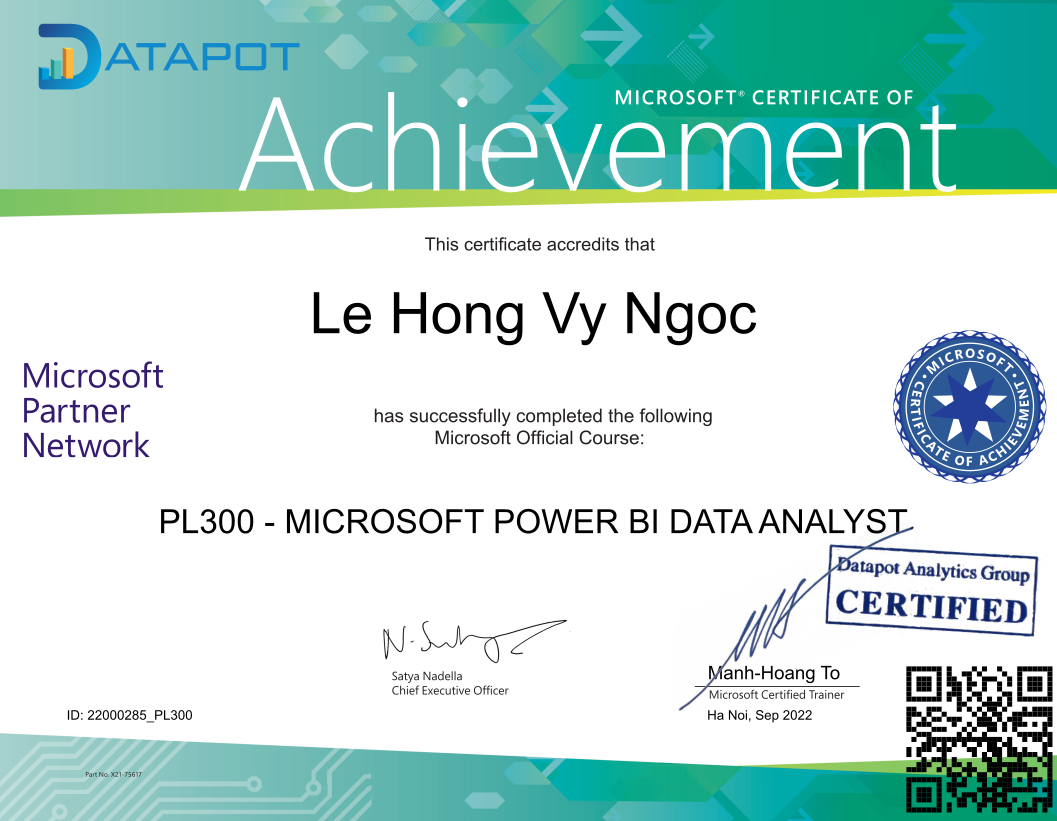 DATAPOT
MICROSOFT® CERTIFICATE OF
Achievement
This certificate accredits that
Le Hong Vy Ngoc
Microsoft
Partner
Network
MICROSOFT • CERTIFICATE OF ACHIEVEMENT •
has successfully completed the following
Microsoft Official Course:
PL300 - MICROSOFT POWER BI DATA ANALYST
Datapot Analytics Group
CERTIFIED
Satya Nadella
Chief Executive Officer
Manh-Hoang To
Microsoft Certified Trainer
ID: 22000285_PL300
Ha Noi, Sep 2022
Part No. X21-75617